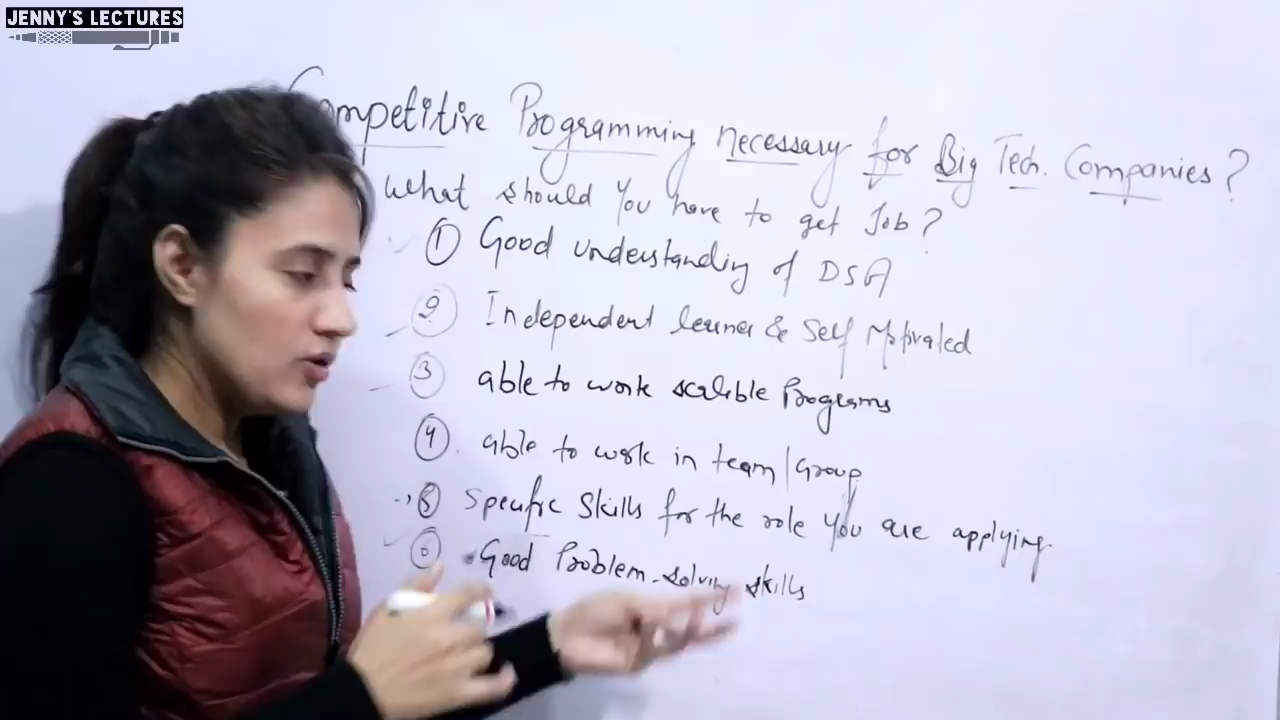 JENNY'S LECTURES
Competitive Programming necessary for Big Tech. Companies?
What should you have to get Job?
① Good understanding of DSA
② Independent learner & Self Motivated
③ able to work scalible Programs
④ able to work in team/Group
⑤ Specific Skills for the role you are applying.
⑥ Good Problem-solving skills